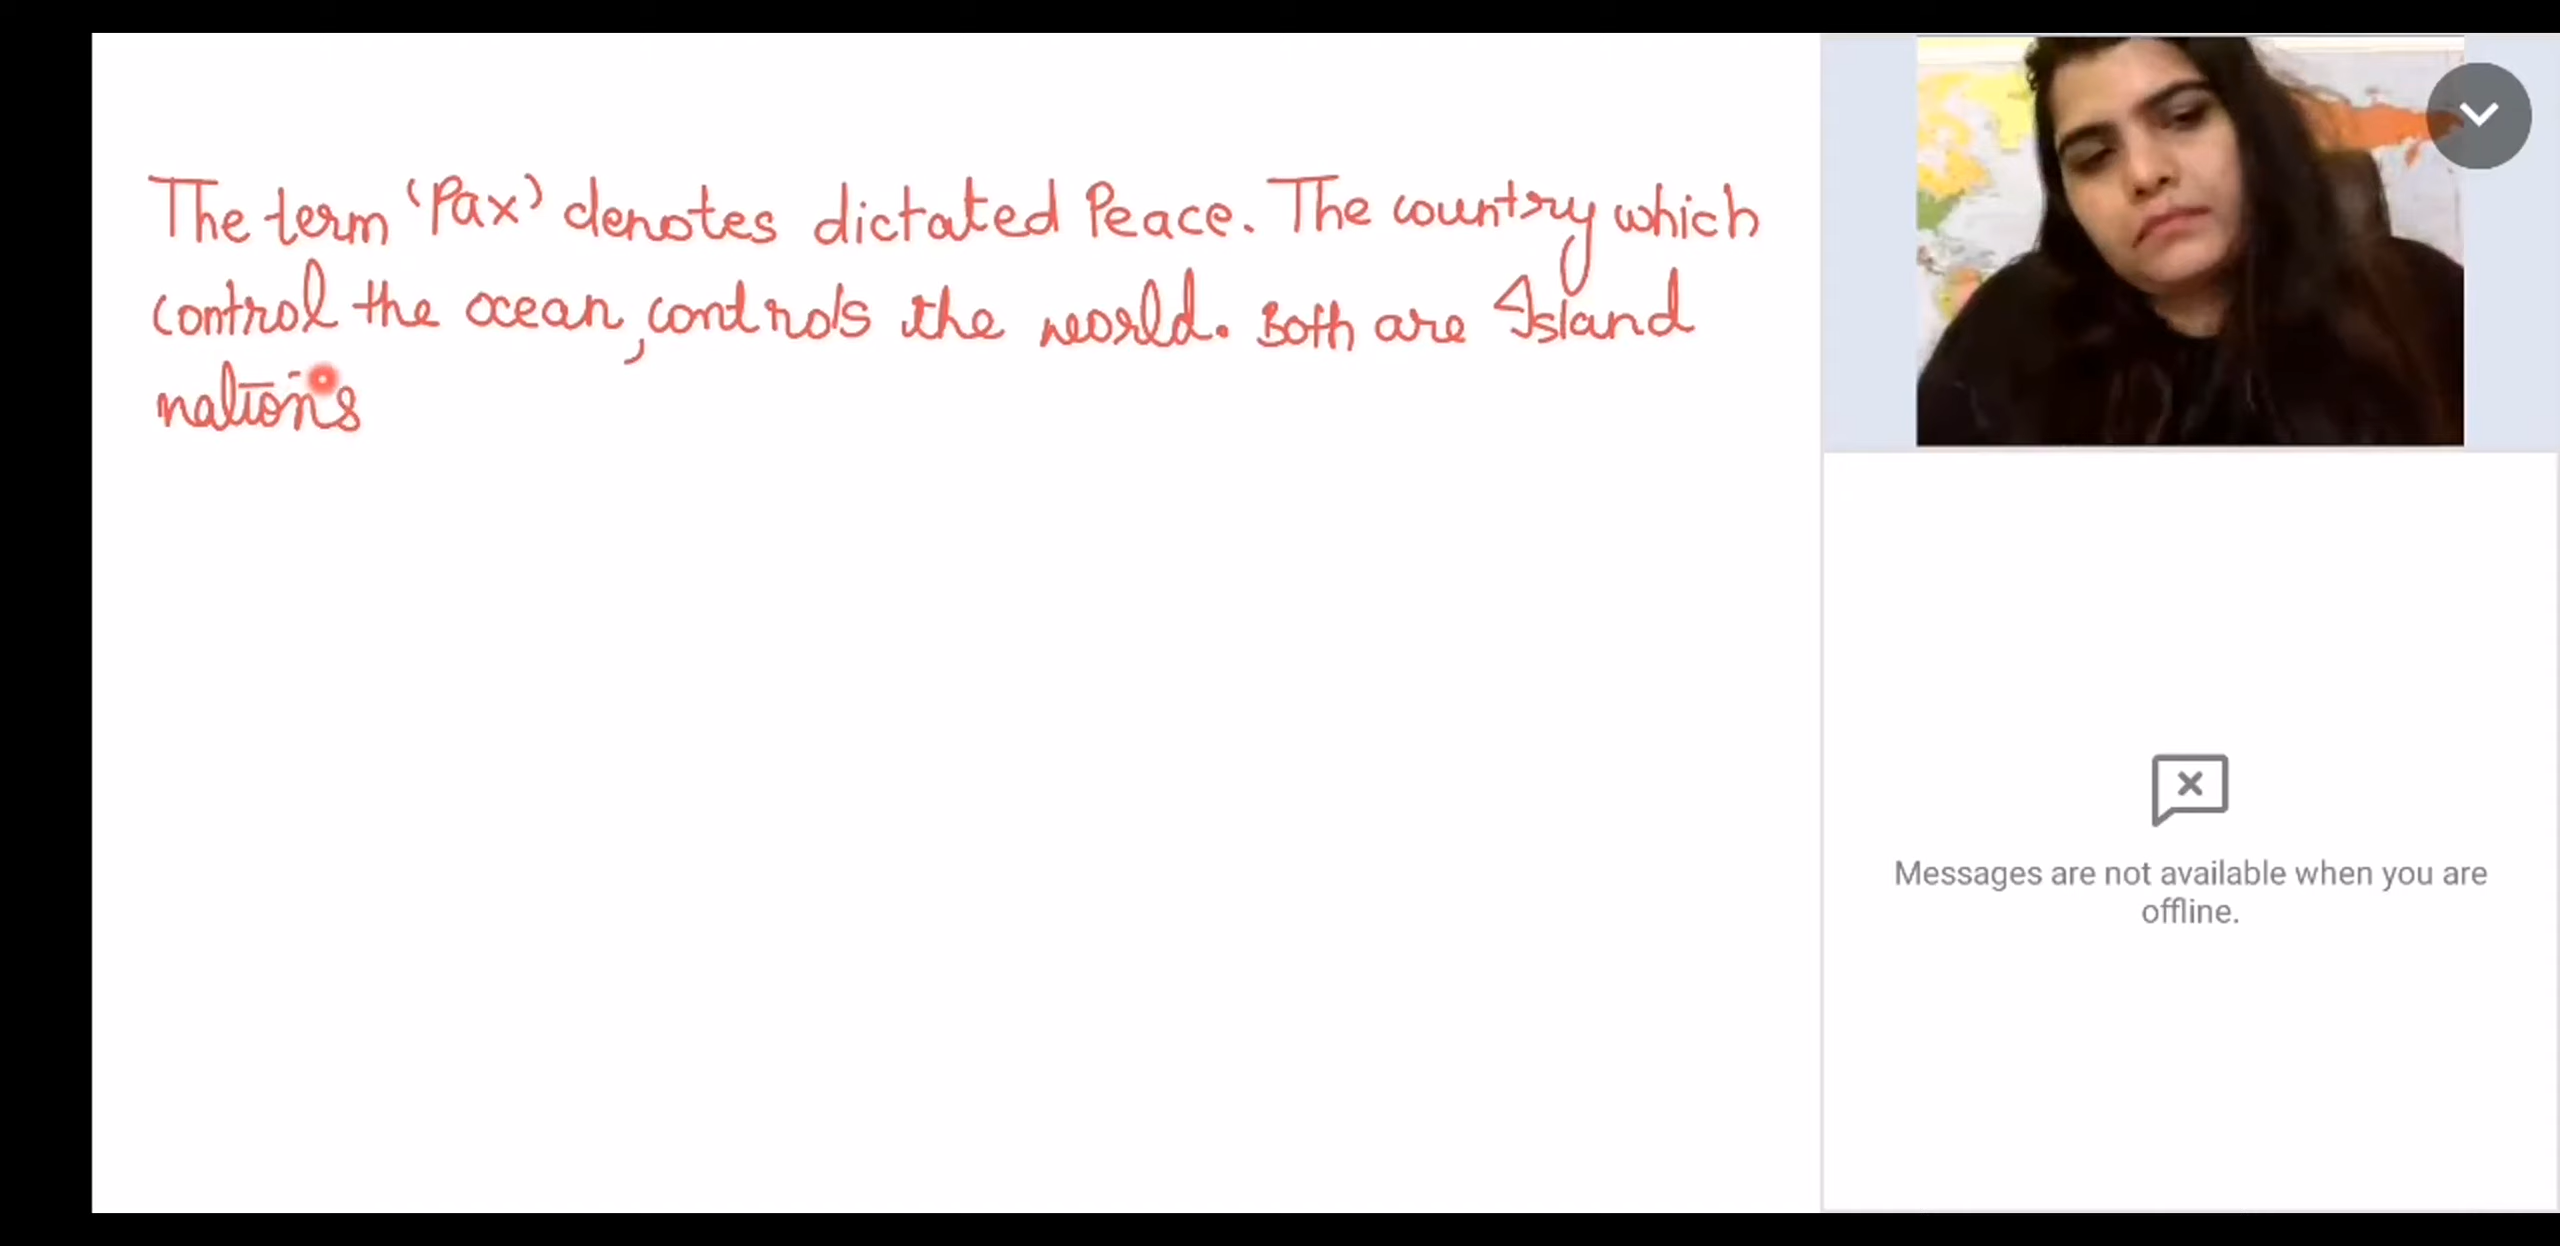 The term 'Pax' denotes dictated Peace. The country which
control the ocean, controls the world. Both are Island
nations
Messages are not available when you are
offline.